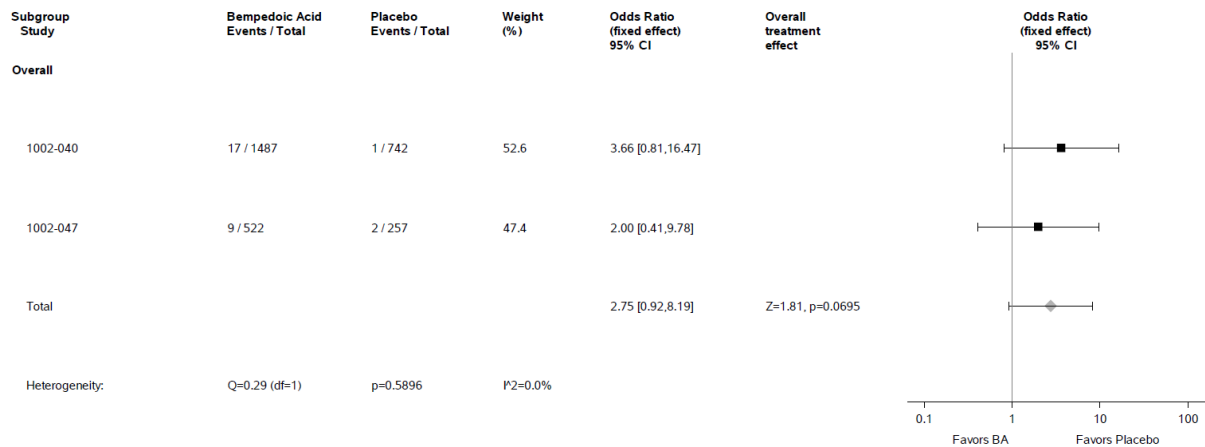 Subgroup Study Bempedoic Acid Events / Total Placebo Events / Total Weight (%) Odds Ratio (fixed effect) 95% CI Overall treatment effect Odds Ratio (fixed effect) 95% CI
Overall
1002-040 17 / 1487 1 / 742 52.6 3.66 [0.81,16.47]
1002-047 9 / 522 2 / 257 47.4 2.00 [0.41,9.78]
Total 2.75 [0.92,8.19] Z=1.81, p=0.0695
Heterogeneity: Q=0.29 (df=1) p=0.5896 I^2=0.0%
0.1 1 10 100
Favors BA Favors Placebo